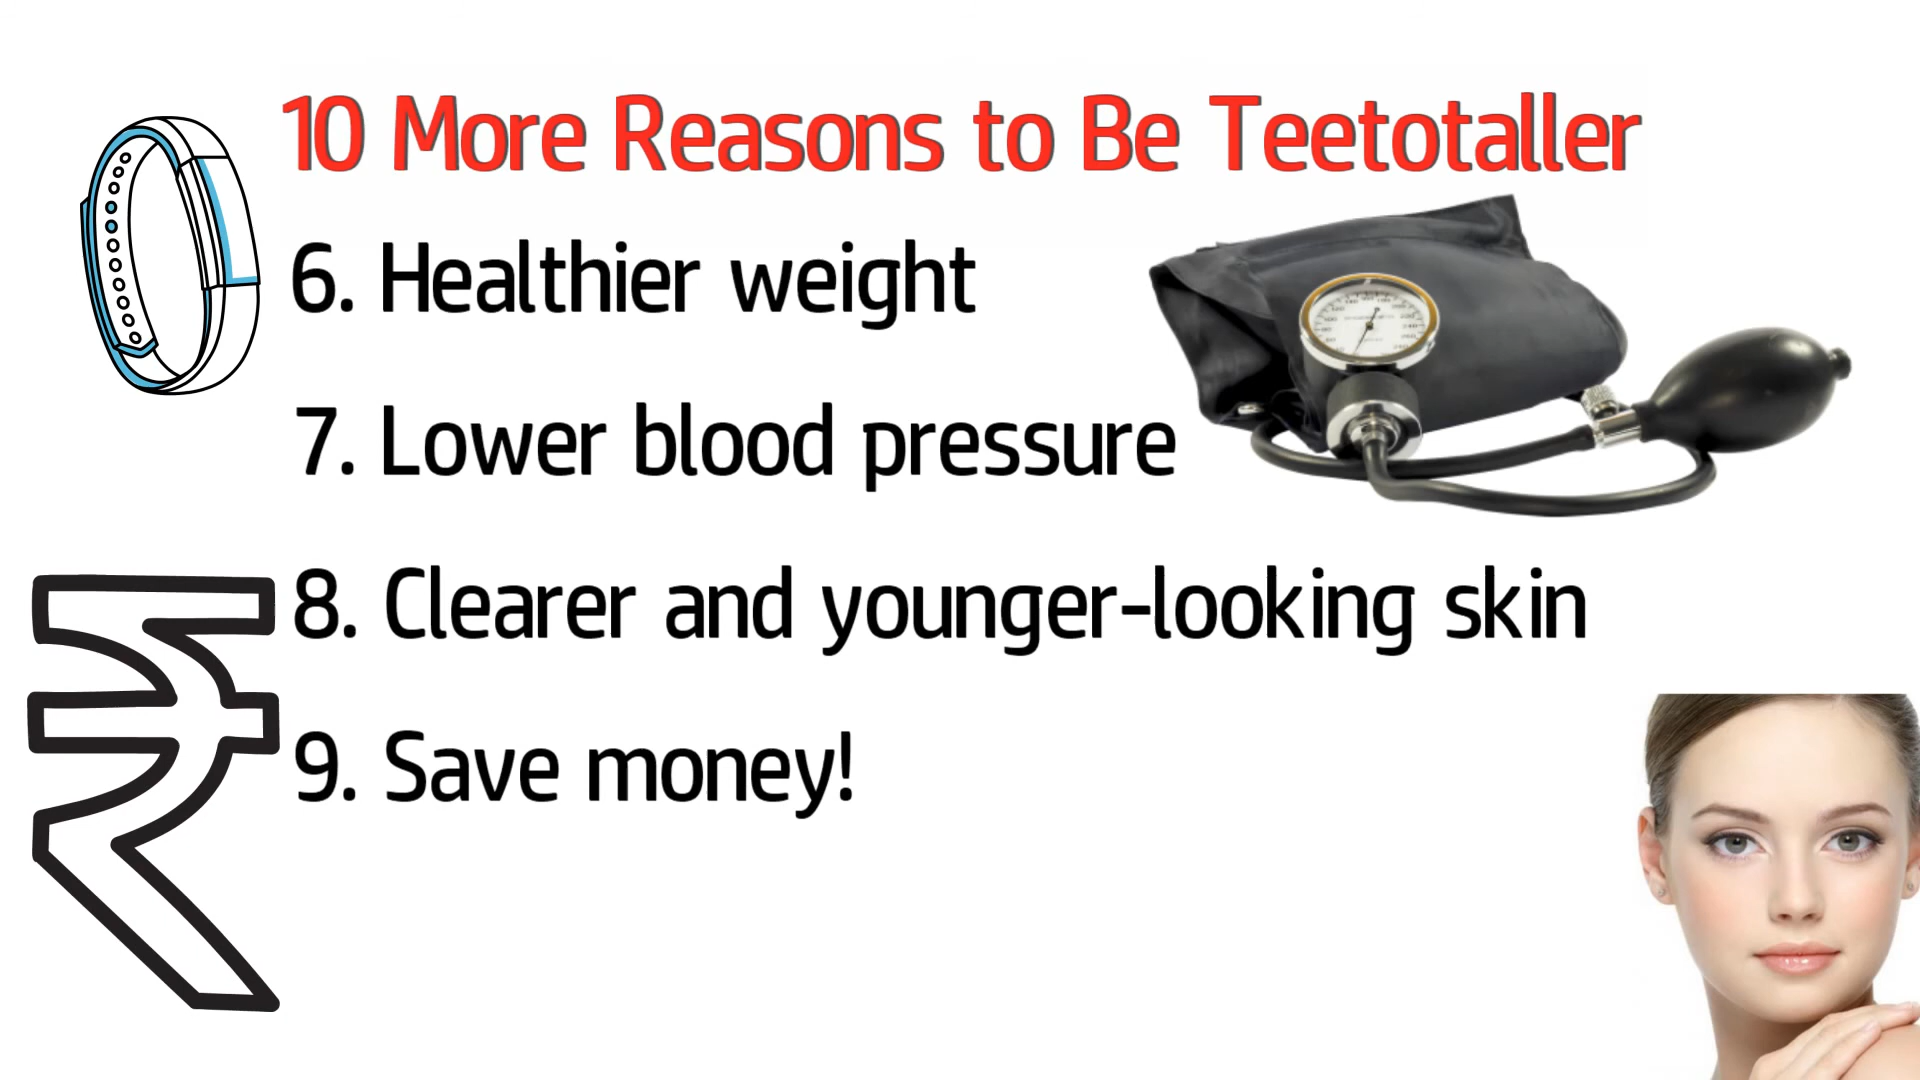 10 More Reasons to Be Teetotaller
6. Healthier weight
7. Lower blood pressure
8. Clearer and younger-looking skin
9. Save money!